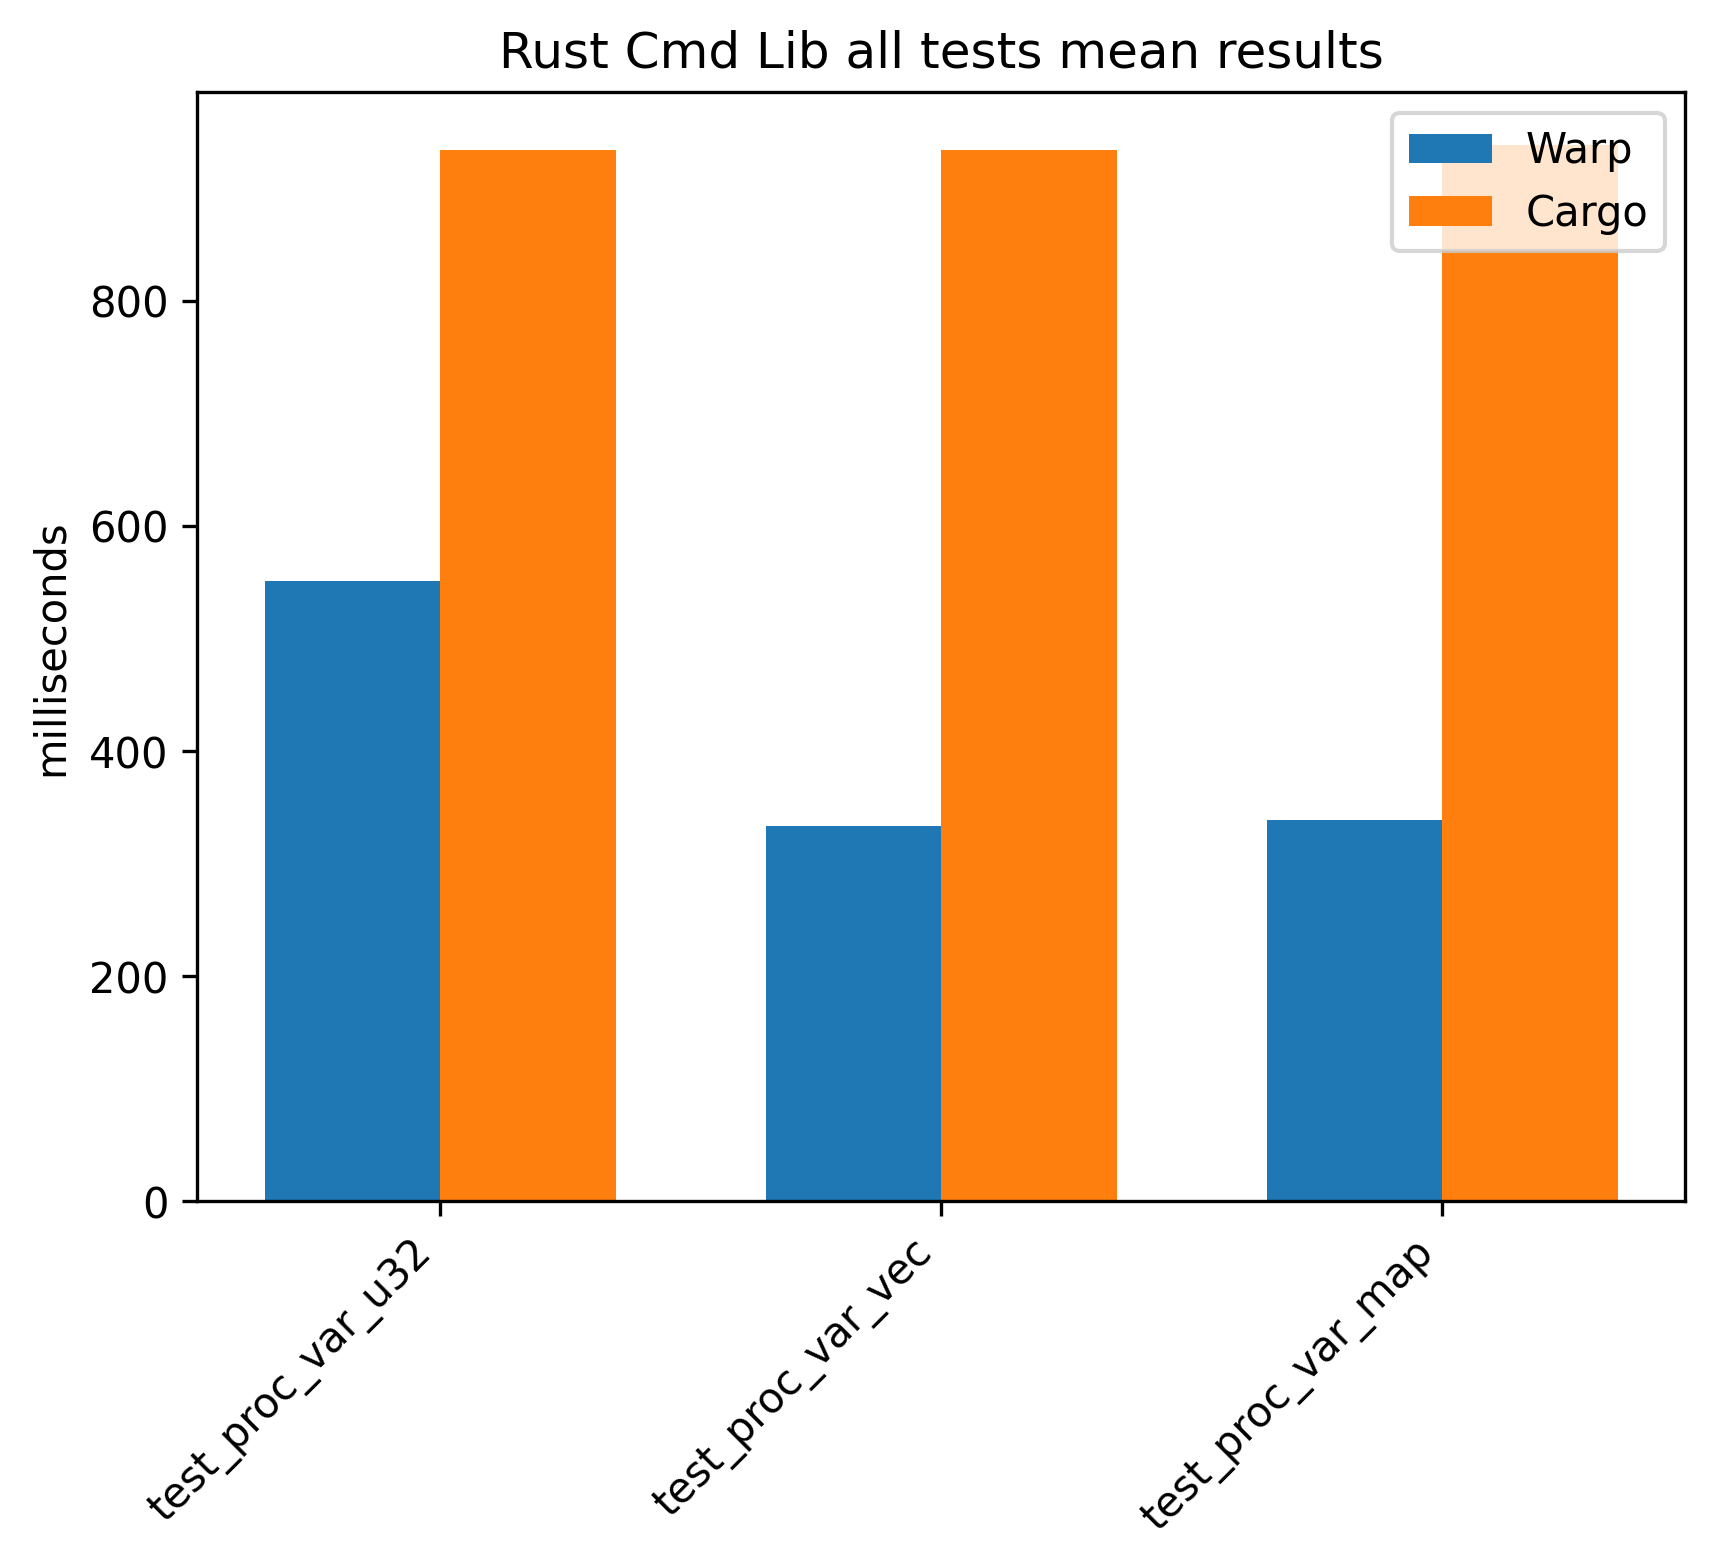 Rust Cmd Lib all tests mean results
Warp
Cargo
milliseconds
800
600
400
200
0
test_proc_var_u32
test_proc_var_vec
test_proc_var_map